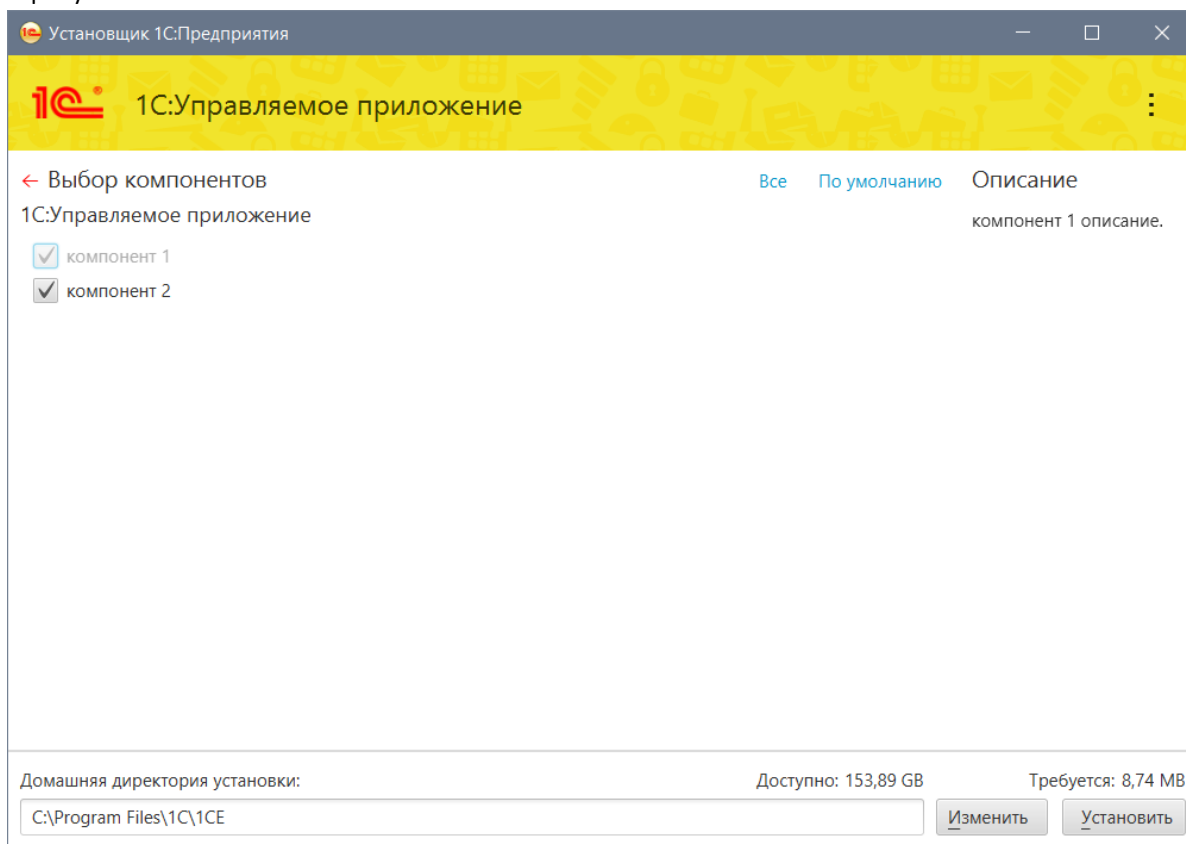 Установщик 1С:Предприятия
1С® 1С:Управляемое приложение
← Выбор компонентов Все По умолчанию Описание
1С:Управляемое приложение компонент 1 описание.
компонент 1
компонент 2
Домашняя директория установки: Доступно: 153,89 GB Требуется: 8,74 MB
C:\Program Files\1C\1CE Изменить Установить